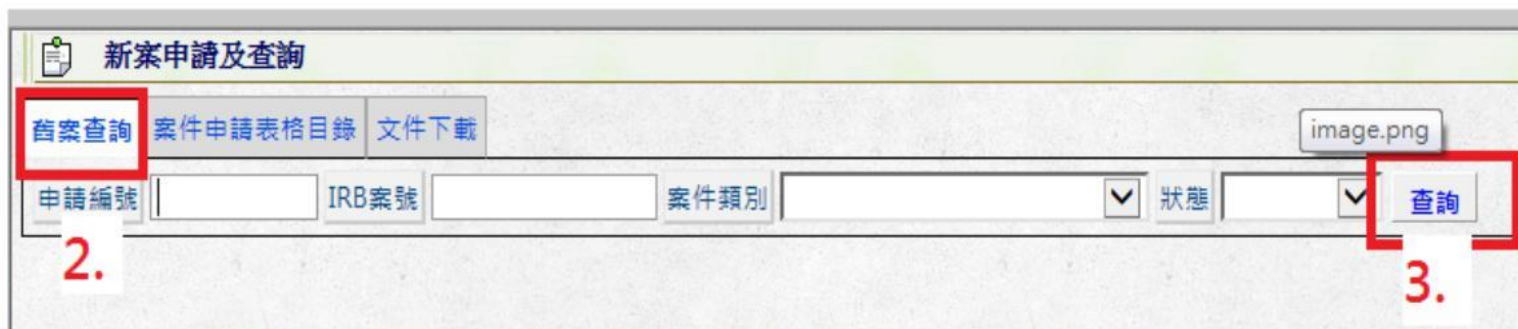 新案申請及查詢
舊案查詢 案件申請表格目錄 文件下載
image.png
申請編號 IRB案號 案件類別 狀態 查詢
2.
3.